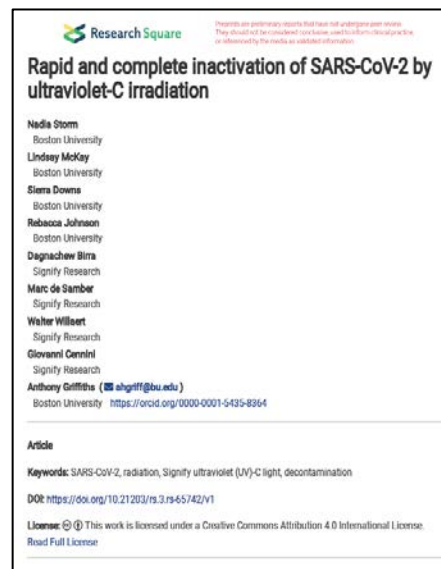 Research Square
Preprints are preliminary reports that have not undergone peer review.
They should not be considered conclusive, used to inform clinical practice,
or referenced by the media as validated information.
Rapid and complete inactivation of SARS-CoV-2 by
ultraviolet-C irradiation
Nadia Storm
Boston University
Lindsay McKay
Boston University
Sierra Downs
Boston University
Rebecca Johnson
Boston University
Dagnachew Birra
Signify Research
Marc de Samber
Signify Research
Walter Willaert
Signify Research
Giovanni Cennini
Signify Research
Anthony Griffiths ( ahgriff@bu.edu )
Boston University https://orcid.org/0000-0001-5435-8364
Article
Keywords: SARS-CoV-2, radiation, Signify ultraviolet (UV)-C light, decontamination
DOI: https://doi.org/10.21203/rs.3.rs-65742/v1
License: This work is licensed under a Creative Commons Attribution 4.0 International License.
Read Full License